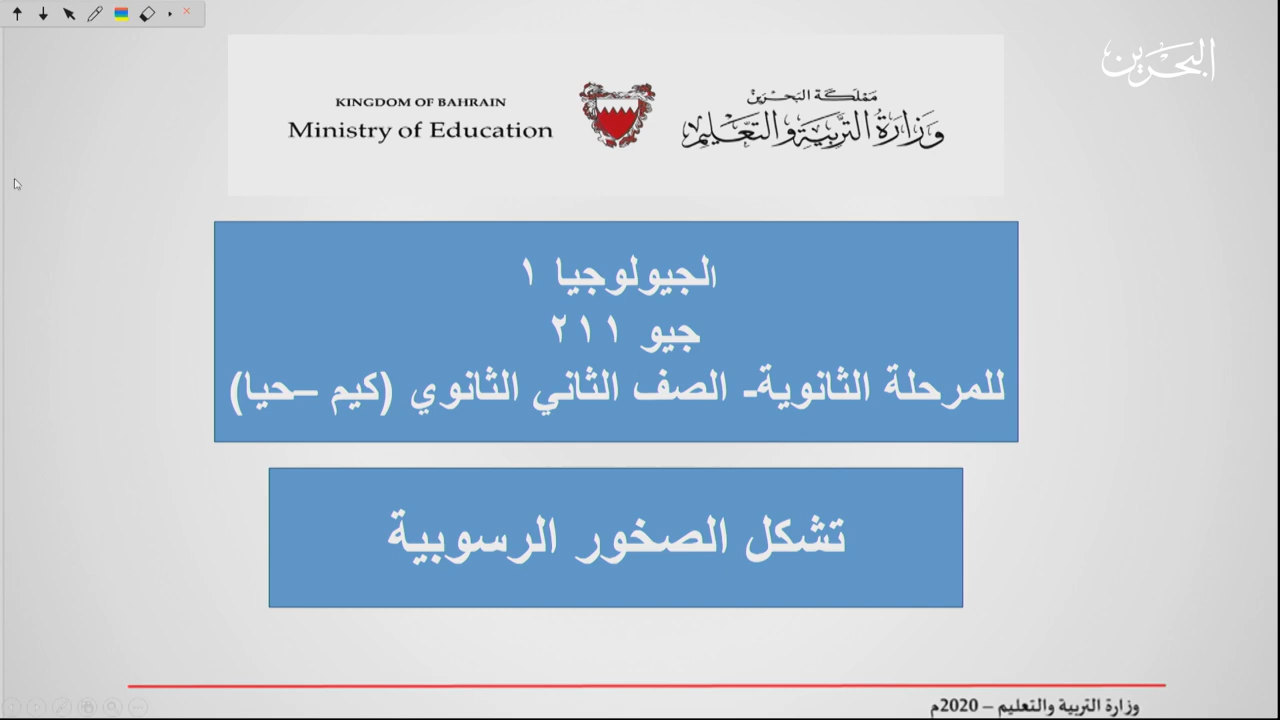 البحرين
KINGDOM OF BAHRAIN
Ministry of Education
مملكة البحرين
وزارة التربية والتعليم
الجيولوجيا ١
جيو ٢١١
للمرحلة الثانوية- الصف الثاني الثانوي (كيم –حيا)
تشكل الصخور الرسوبية
وزارة التربية والتعليم – 2020م